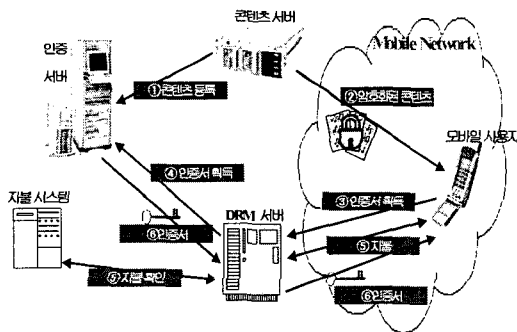 콘텐츠 서버
인증
서버
Mobile Network
①콘텐츠 등록
②암호화된 콘텐츠
모바일 사용자
④ 인증서 획득
③ 인증서 획득
지불 시스템
DRM 서버
⑥인증서
⑤ 지불
⑤ 지불 확인
⑥인증서